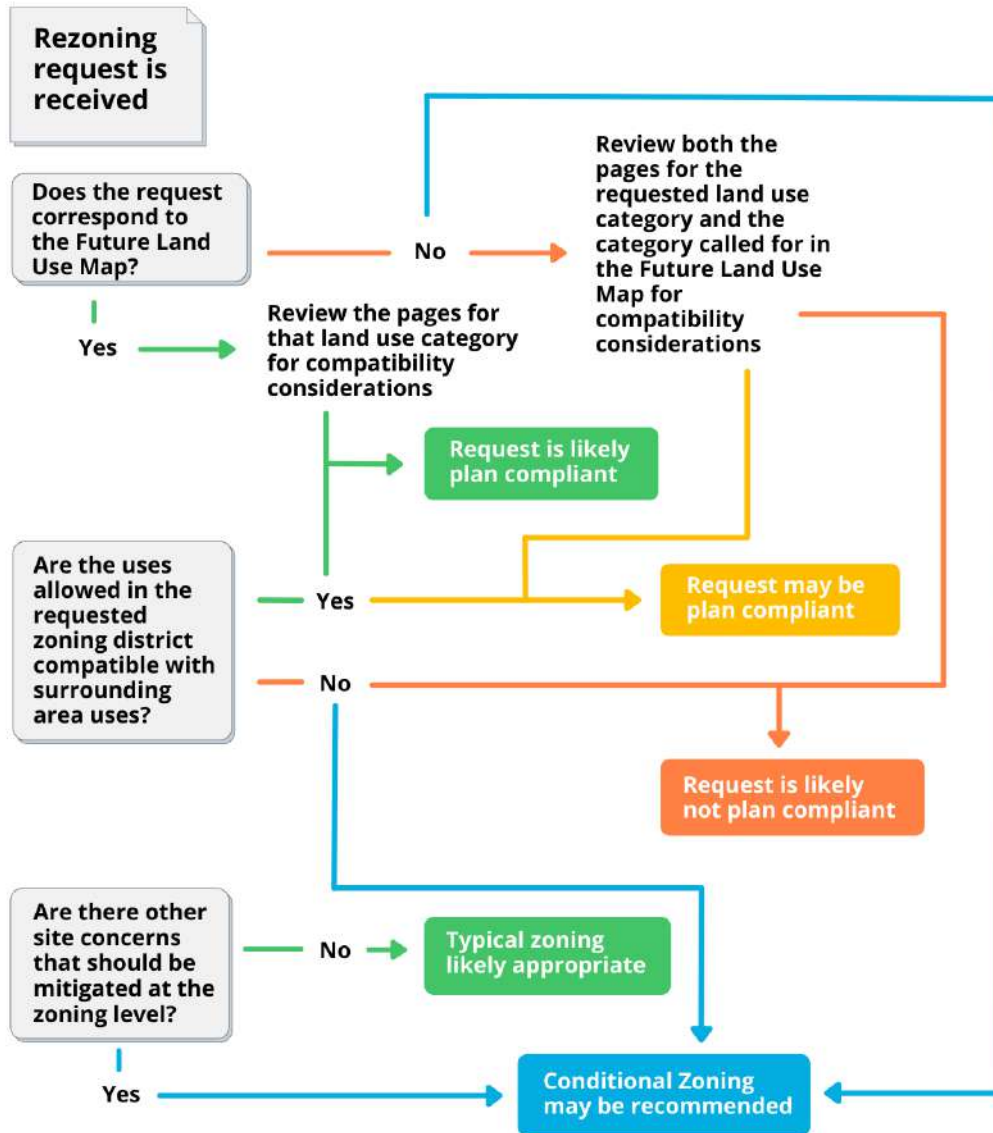 Rezoning
request is
received
Does the request
correspond to
the Future Land
Use Map?
No
Review both the
pages for the
requested land use
category and the
category called for in
the Future Land Use
Map for
compatibility
considerations
Yes
Review the pages for
that land use category
for compatibility
considerations
Request is likely
plan compliant
Are the uses
allowed in the
requested
zoning district
compatible with
surrounding
area uses?
Yes
Request may be
plan compliant
No
Request is likely
not plan compliant
Are there other
site concerns
that should be
mitigated at the
zoning level?
No
Typical zoning
likely appropriate
Yes
Conditional Zoning
may be recommended